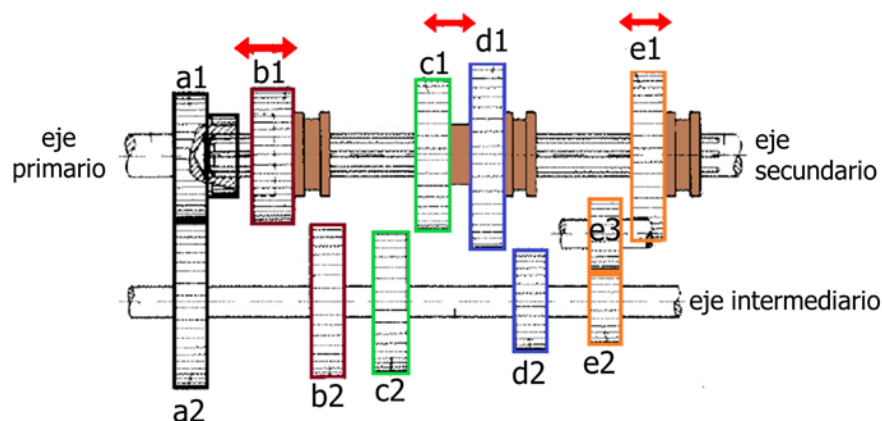 a1
b1
c1
d1
e1
eje
primario
eje
secundario
e3
eje intermediario
a2
b2
c2
d2
e2